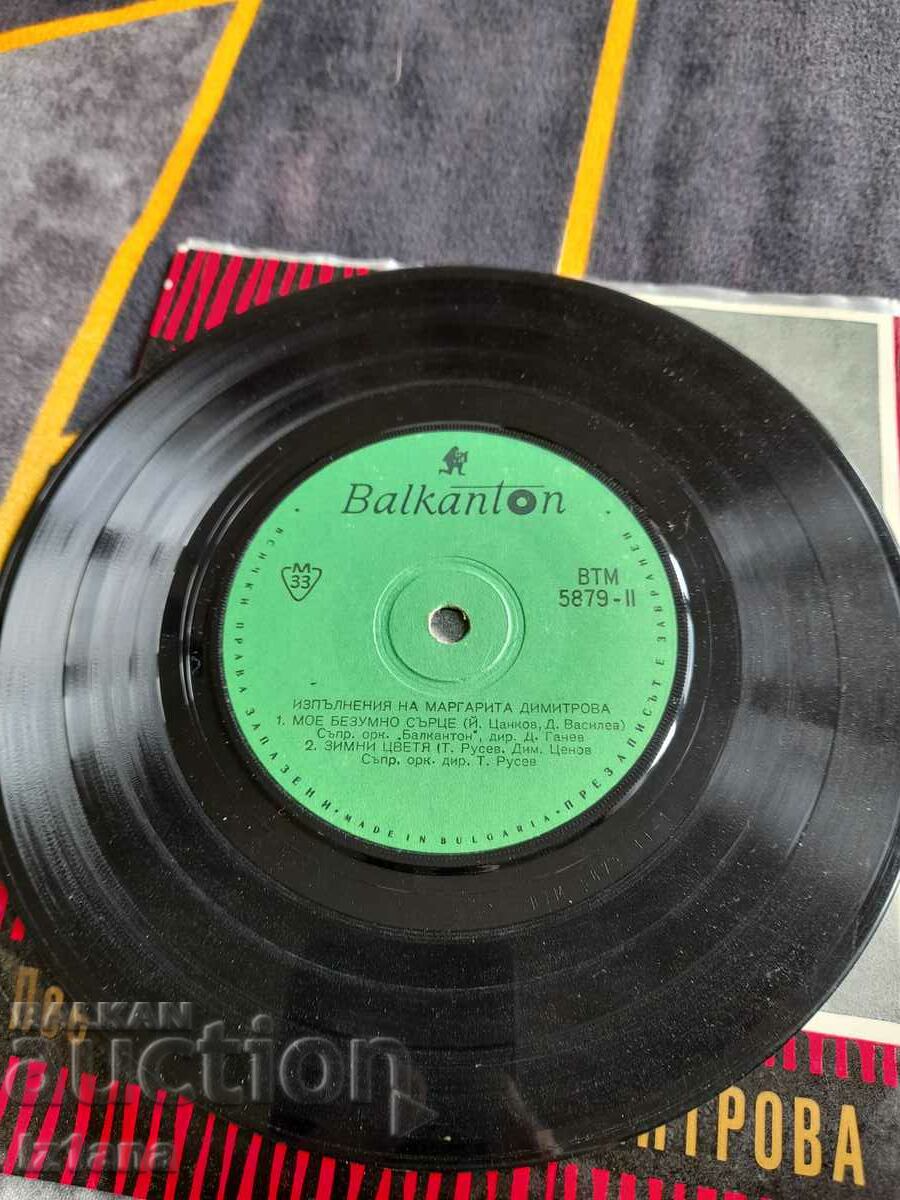 Balkanton
М
33
ВТМ
5879-II
ИЗПЪЛНЕНИЯ НА МАРГАРИТА ДИМИТРОВА
1. МОЕ БЕЗУМНО СЪРЦЕ (Й. Цанков, Д. Василев)
Съпр. орк. „Балкантон", дир. Д. Ганев
2. ЗИМНИ ЦВЕТЯ (Т. Русев, Дим. Ценов
Съпр. орк. дир. Т. Русев
ВСИЧКИ ПРАВА ЗАПАЗЕНИ • MADE IN BULGARIA • ПРЕЗАПИСЪТ Е ЗАБРАНЕН
BALKAN
auction
iz1ana